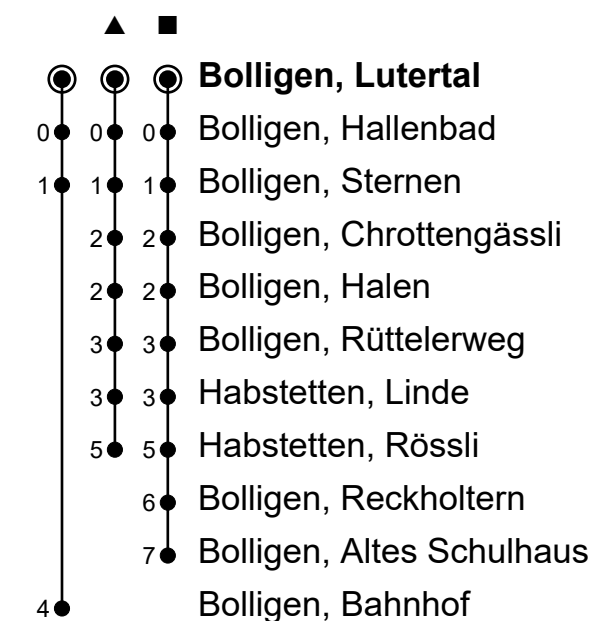 ▲ ■
Bolligen, Lutertal
0 0 0 Bolligen, Hallenbad
1 1 1 Bolligen, Sternen
2 2 Bolligen, Chrottengässli
2 2 Bolligen, Halen
3 3 Bolligen, Rüttelerweg
3 3 Habstetten, Linde
5 5 Habstetten, Rössli
6 Bolligen, Reckholtern
7 Bolligen, Altes Schulhaus
4 Bolligen, Bahnhof